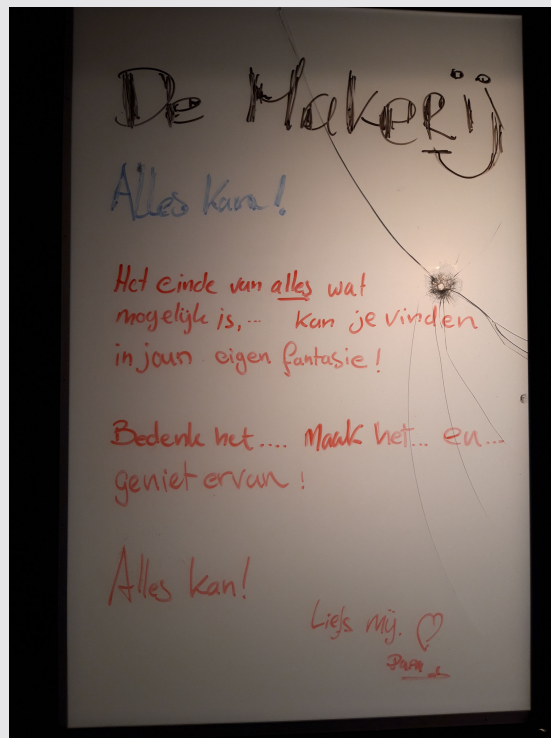 De Makerij
Alles kan!
Het einde van alles wat
mogelijk is,... kan je vinden
in joun eigen fantasie!
Bedenk het.... Maak het... en...
geniet ervan!
Alles kan!
Liefs mij. ♡